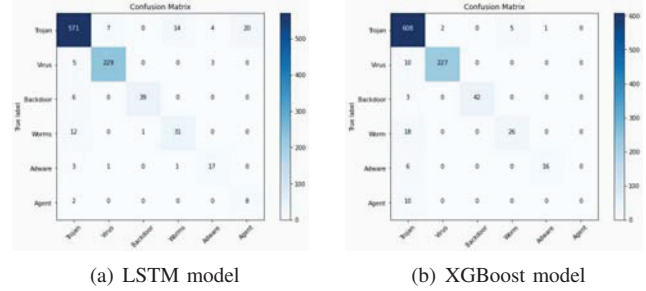 Confusion Matrix
Trojan 571 7 0 14 4 20
Virus 5 229 0 0 3 0
Backdoor 6 0 39 0 0 0
Worms 12 0 1 31 0 0
Adware 3 1 0 1 17 0
Agent 2 0 0 0 0 8
True label
Trojan Virus Backdoor Worms Adware Agent
500
400
300
200
100
0
(a) LSTM model
Confusion Matrix
Trojan 608 2 0 5 1 0
Virus 10 227 0 0 0 0
Backdoor 3 0 42 0 0 0
Worm 18 0 0 26 0 0
Adware 6 0 0 0 16 0
Agent 10 0 0 0 0 0
True label
Trojan Virus Backdoor Worm Adware Agent
600
500
400
300
200
100
0
(b) XGBoost model